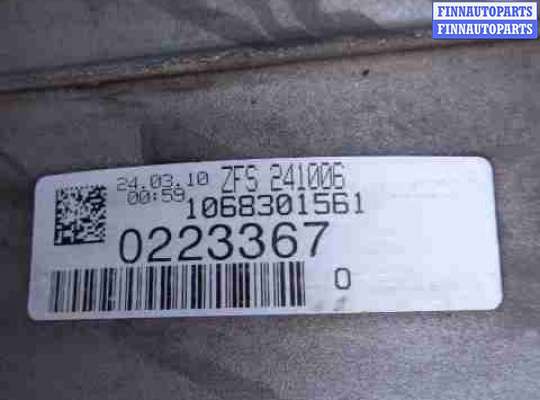 FINNAUTOPARTS
FINNAUTOPARTS
24.03.10 ZFS 241006
00:59 1068301561
0223367
0